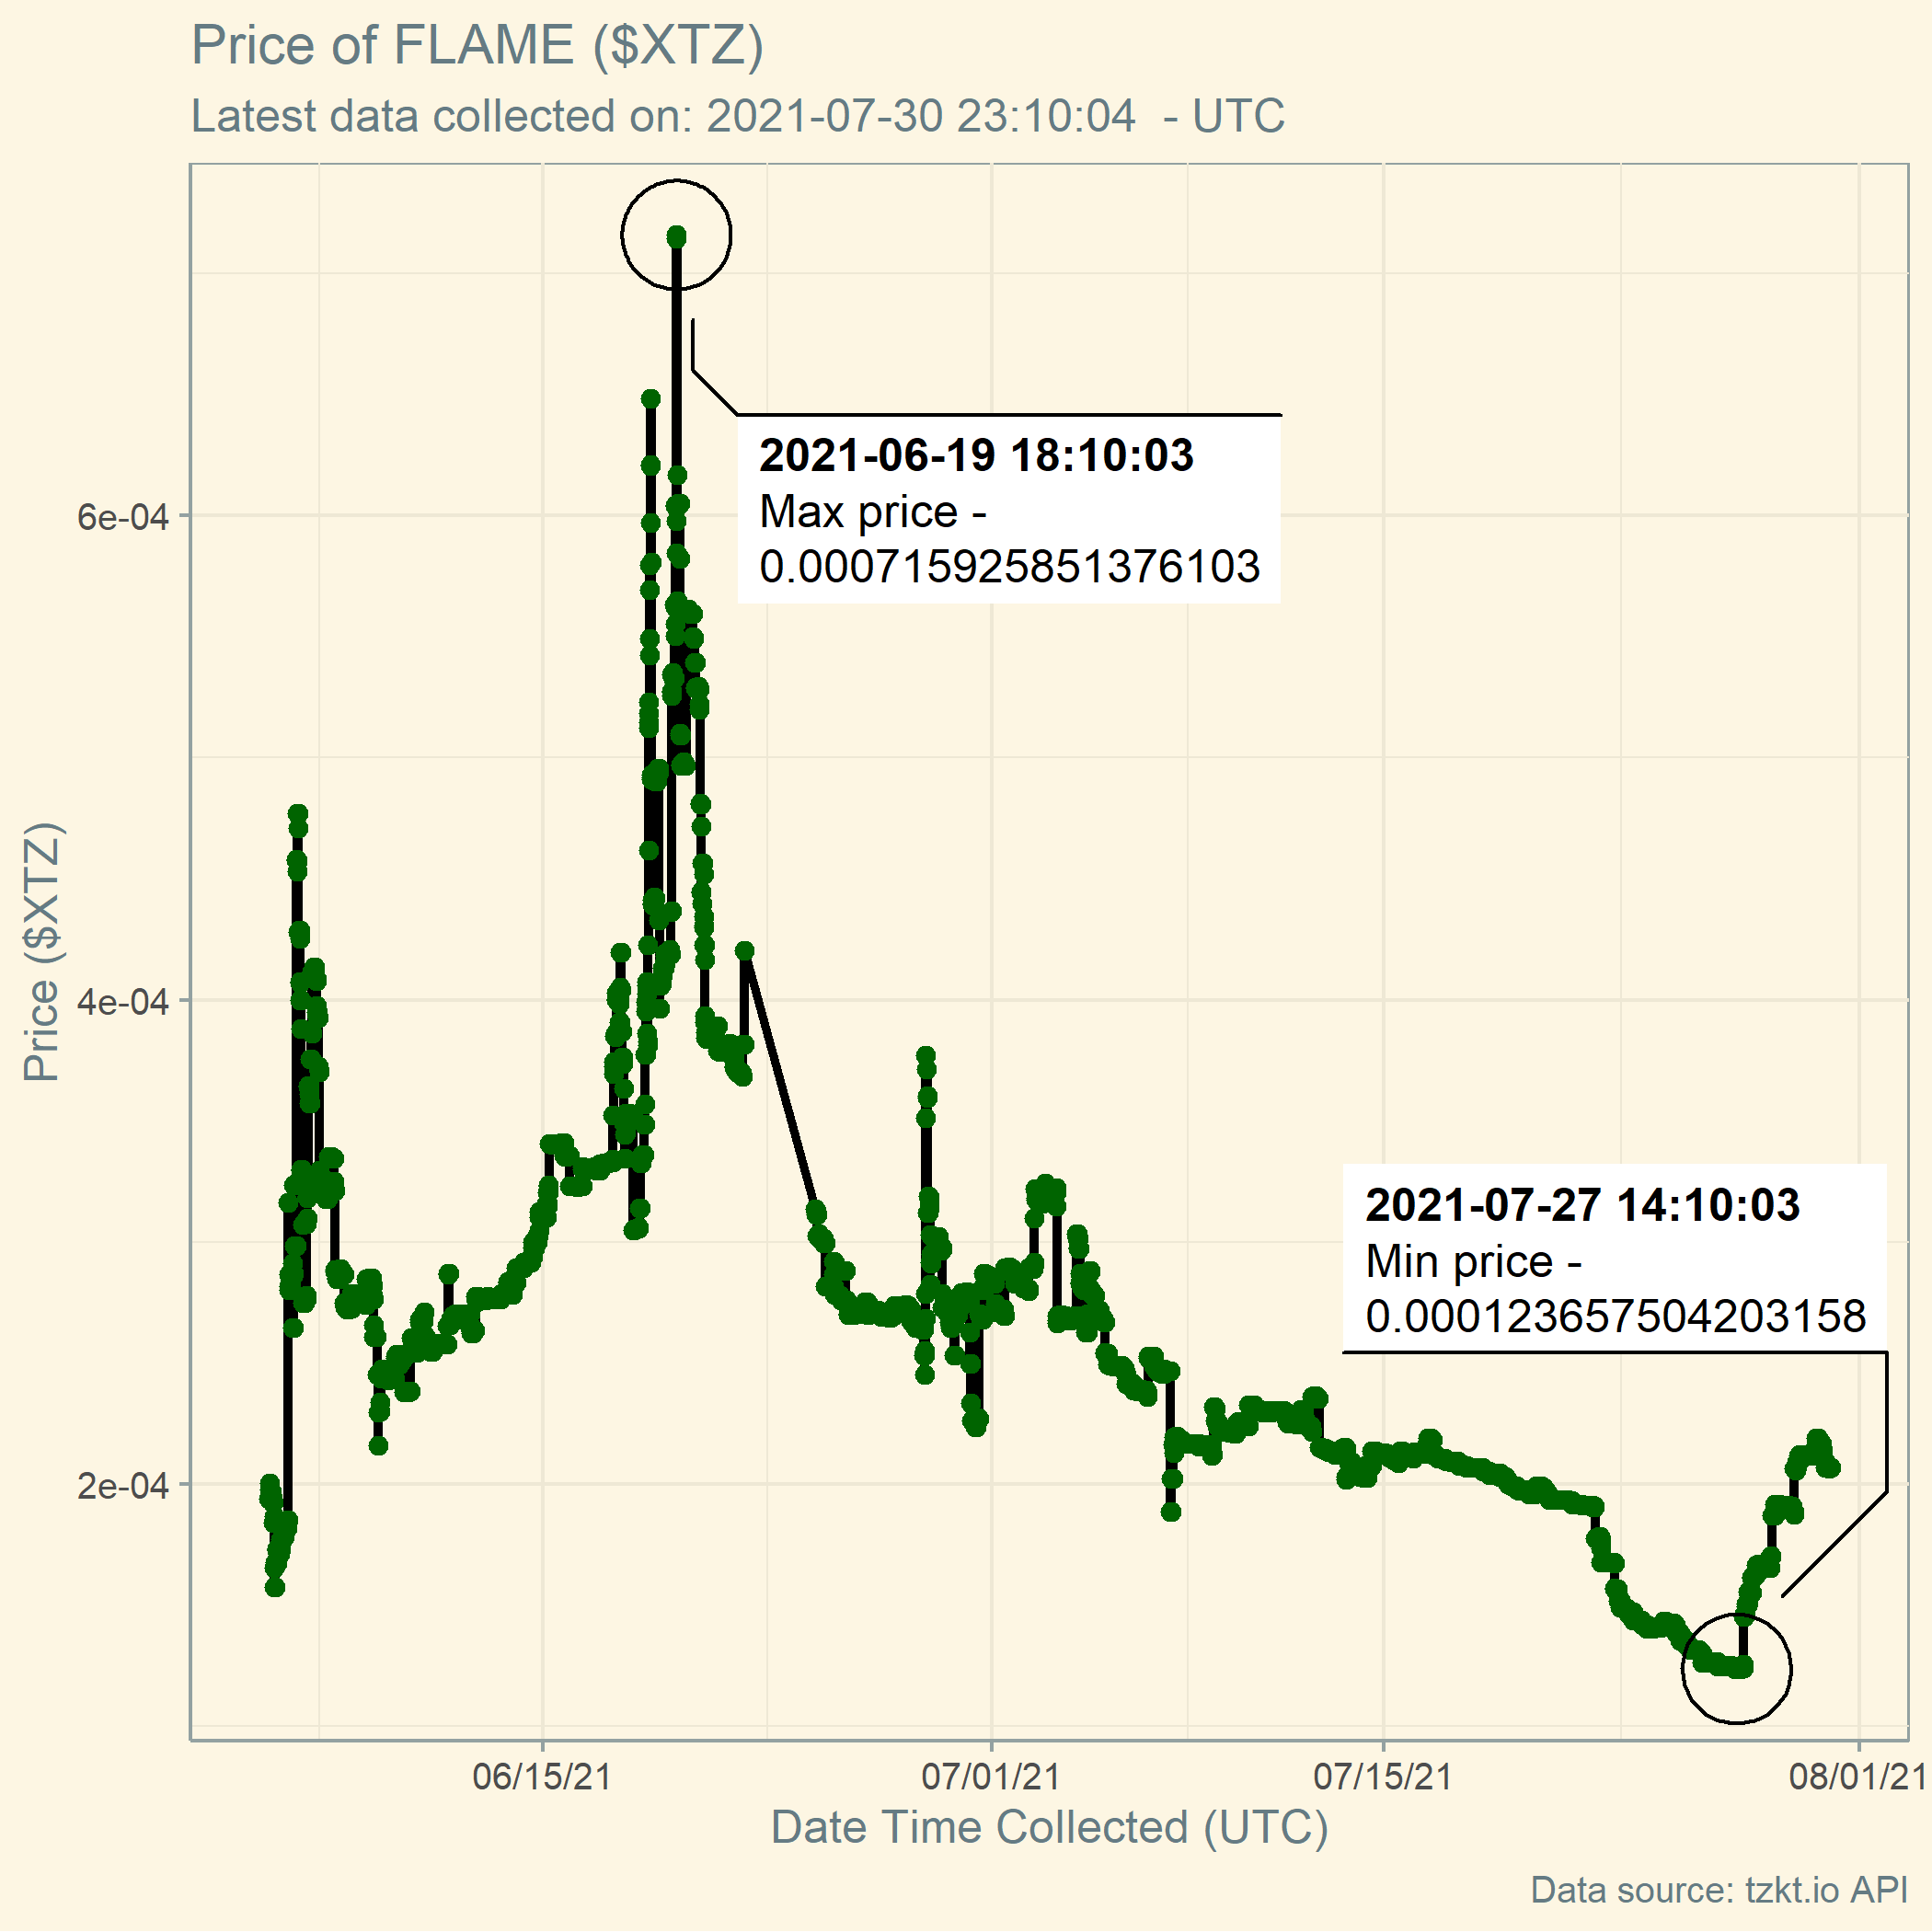 Price of FLAME ($XTZ)
Latest data collected on: 2021-07-30 23:10:04  - UTC
2021-06-19 18:10:03
Max price -
0.000715925851376103
6e-04
4e-04
2e-04
Price ($XTZ)
2021-07-27 14:10:03
Min price -
0.000123657504203158
06/15/21
07/01/21
07/15/21
08/01/21
Date Time Collected (UTC)
Data source: tzkt.io API